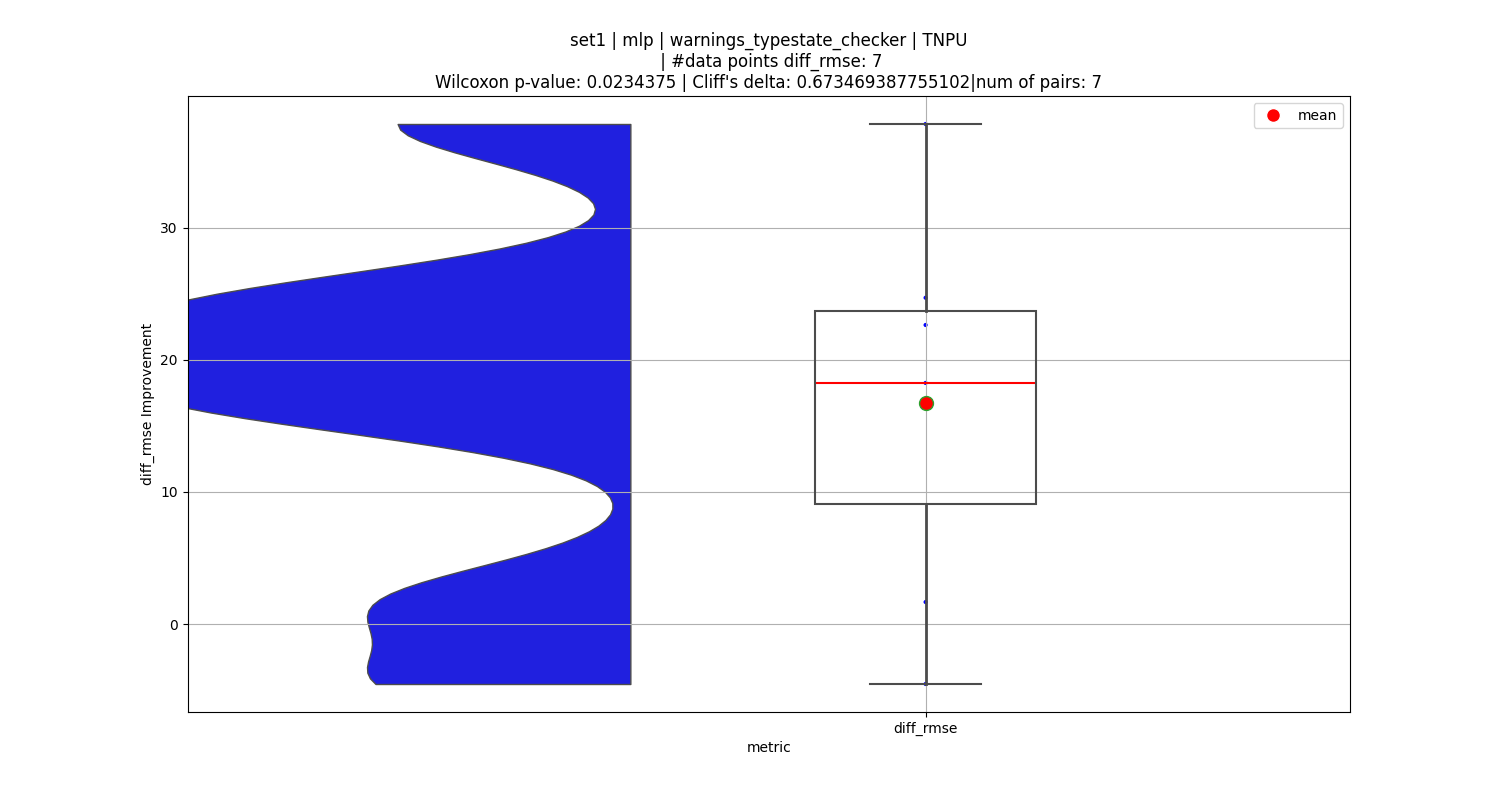 set1 | mlp | warnings_typestate_checker | TNPU
| #data points diff_rmse: 7
Wilcoxon p-value: 0.0234375 | Cliff's delta: 0.673469387755102|num of pairs: 7
mean
diff_rmse Improvement
30
20
10
0
diff_rmse
metric